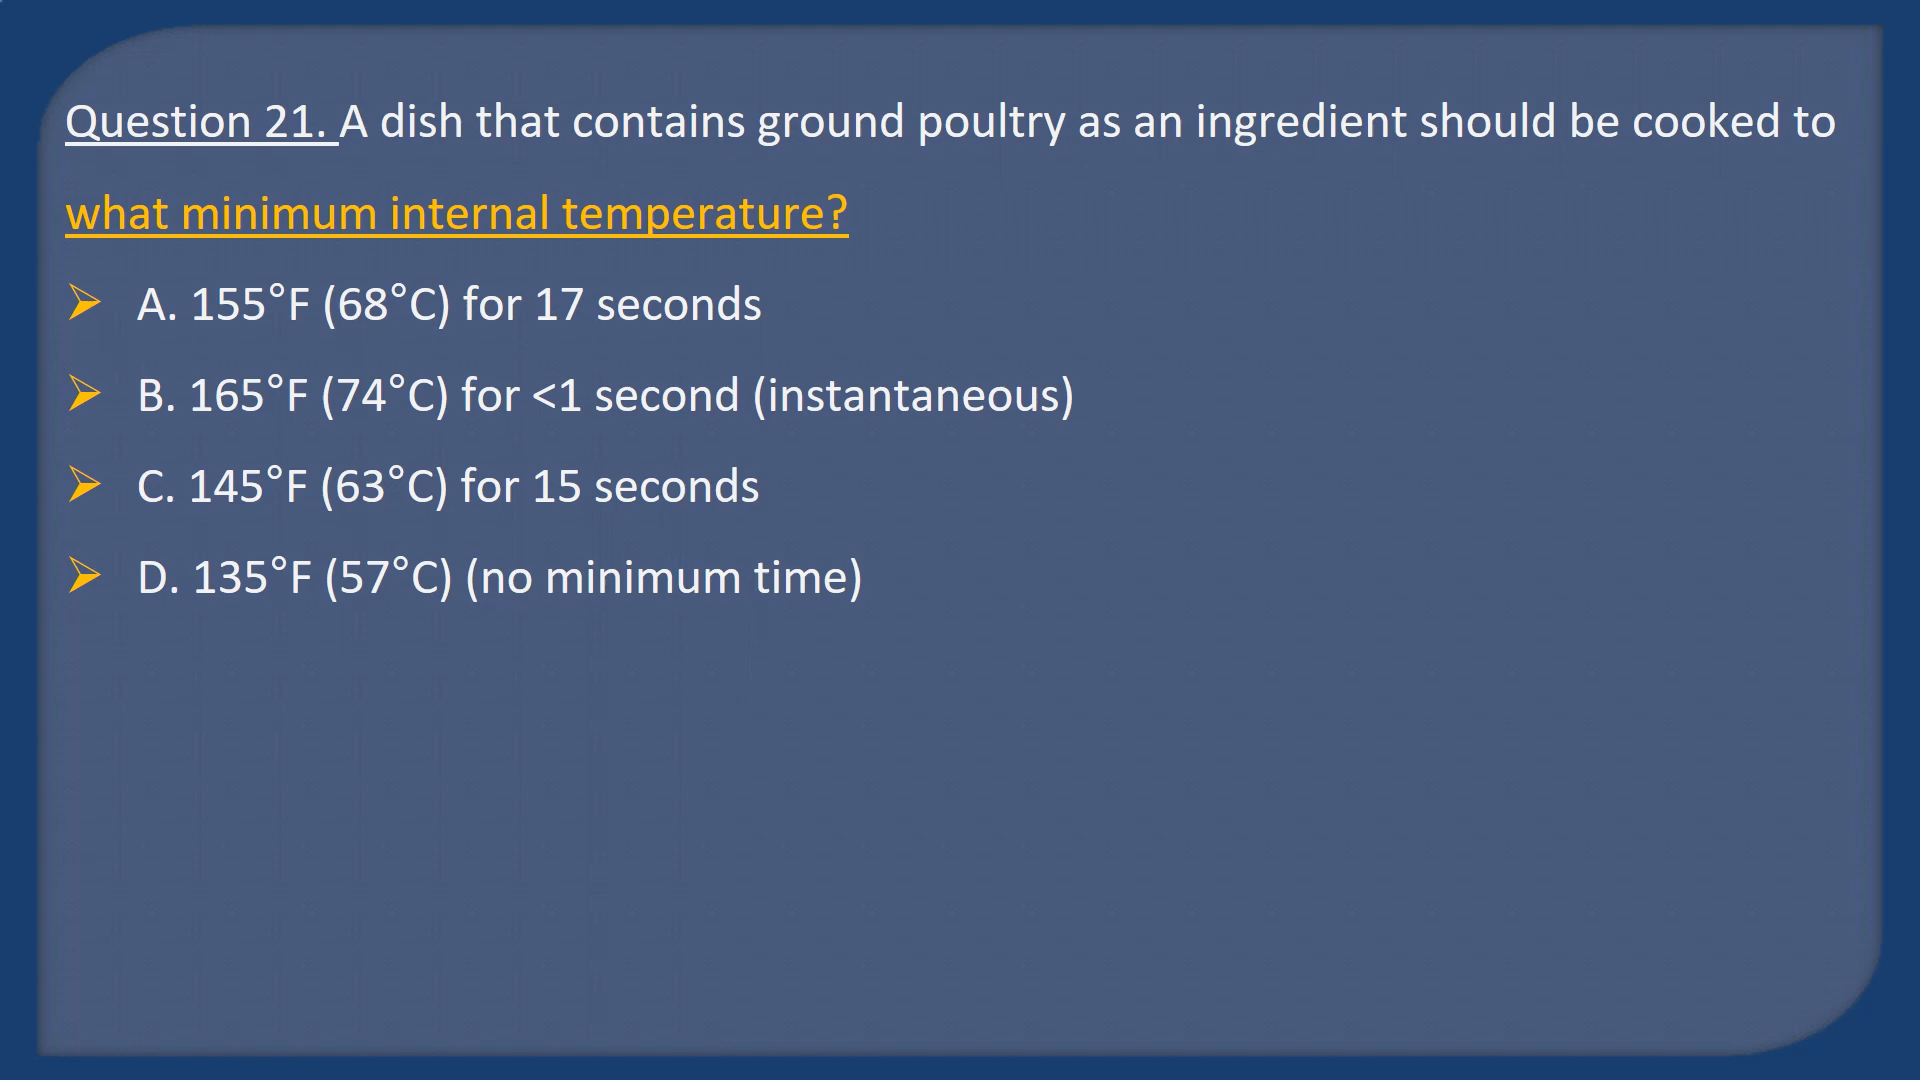 Question 21. A dish that contains ground poultry as an ingredient should be cooked to
what minimum internal temperature?
A. 155°F (68°C) for 17 seconds
B. 165°F (74°C) for <1 second (instantaneous)
C. 145°F (63°C) for 15 seconds
D. 135°F (57°C) (no minimum time)